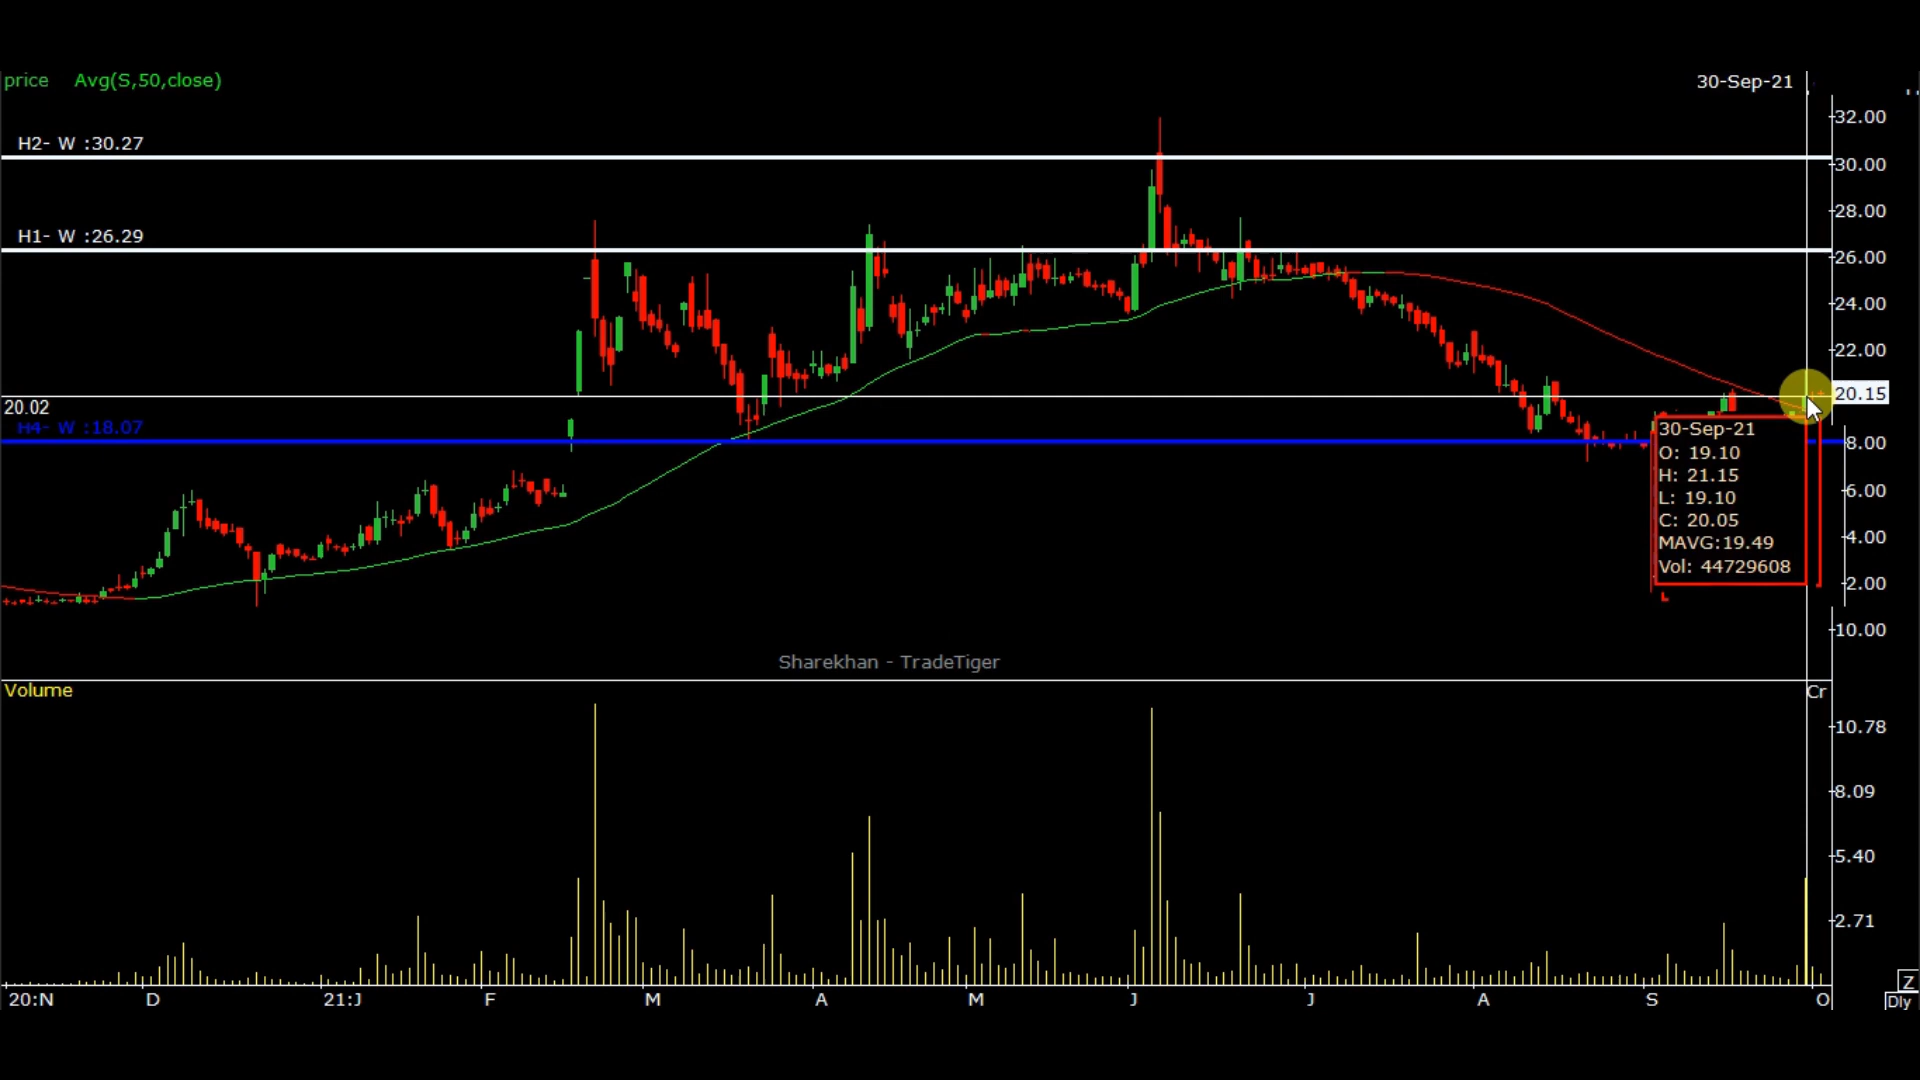 price Avg(S,50,close)
30-Sep-21
32.00
H2- W :30.27
30.00
28.00
H1- W :26.29
26.00
24.00
22.00
20.15
20.02
H4- W :18.07
8.00
30-Sep-21
O: 19.10
H: 21.15
L: 19.10
C: 20.05
MAVG:19.49
Vol: 44729608
6.00
4.00
2.00
10.00
Sharekhan - TradeTiger
Volume
Cr
10.78
8.09
5.40
2.71
20:N D 21:J F M A M J J A S O
Z
Dly